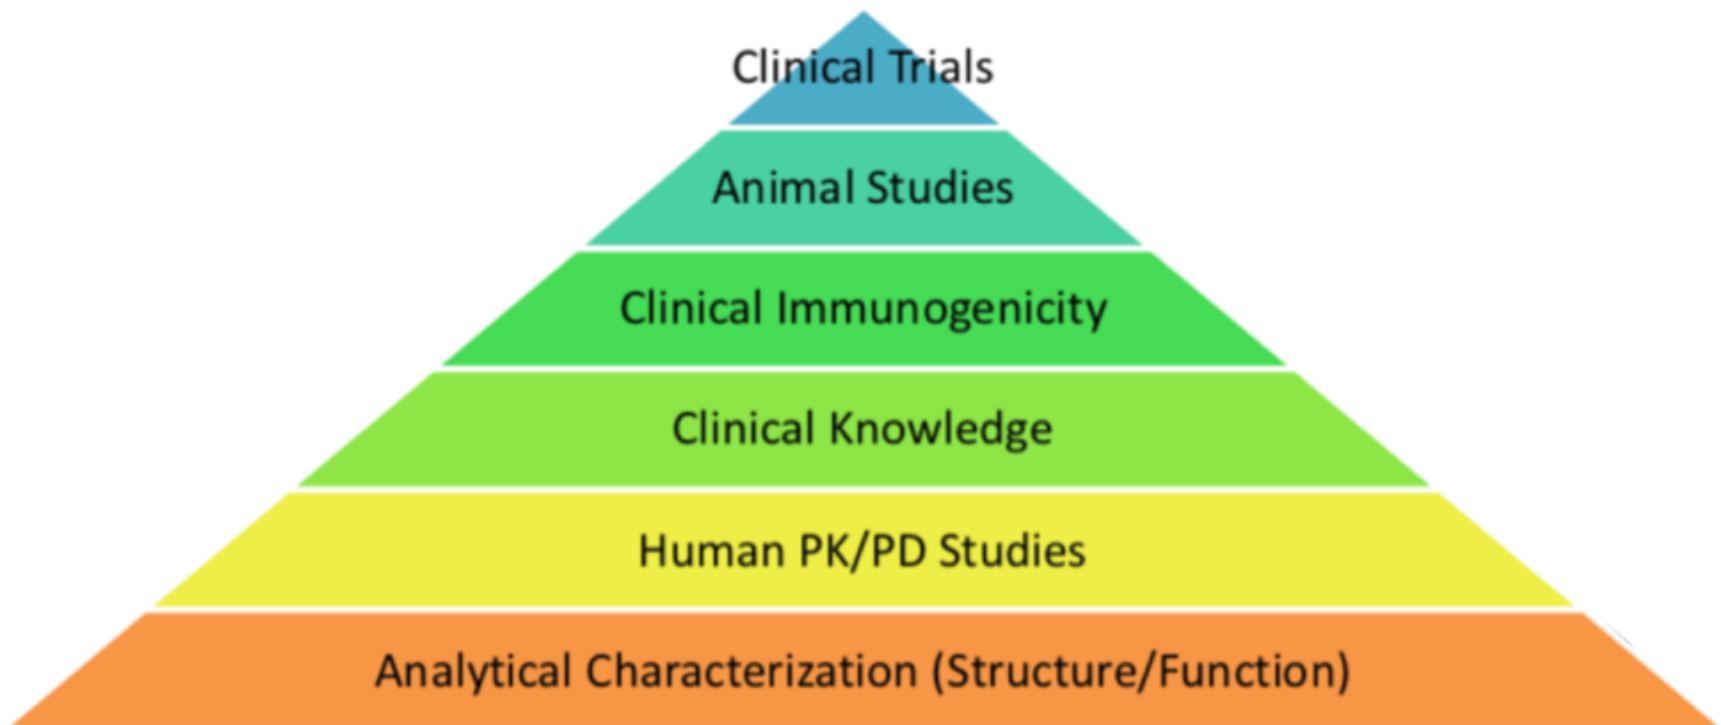 Clinical Trials
Animal Studies
Clinical Immunogenicity
Clinical Knowledge
Human PK/PD Studies
Analytical Characterization (Structure/Function)